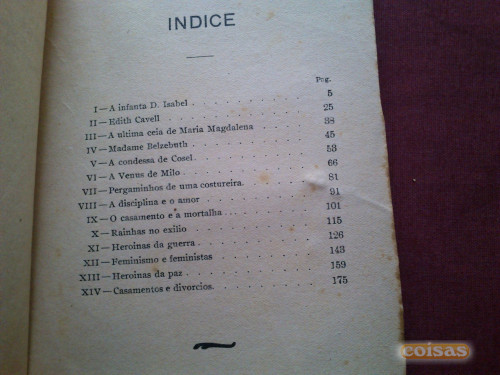 INDICE
Pag.
I—A infanta D. Isabel . . . . . . . 5
II—Edith Cavell . . . . . . . . 25
III—A ultima ceia de Maria Magdalena . . . . 38
IV—Madame Belzebuth . . . . . . . 45
V—A condessa de Cosel . . . . . . . 53
VI—A Venus de Milo . . . . . . . 66
VII—Pergaminhos de uma costureira . . . . . 81
VIII—A disciplina e o amor . . . . . . 91
IX—O casamento e a mortalha . . . . . . 101
X—Rainhas no exilio . . . . . . . 115
XI—Heroinas da guerra . . . . . . . 126
XII—Feminismo e feministas . . . . . . 143
XIII—Heroinas da paz . . . . . . . 159
XIV—Casamentos e divorcios . . . . . . 175
coisas